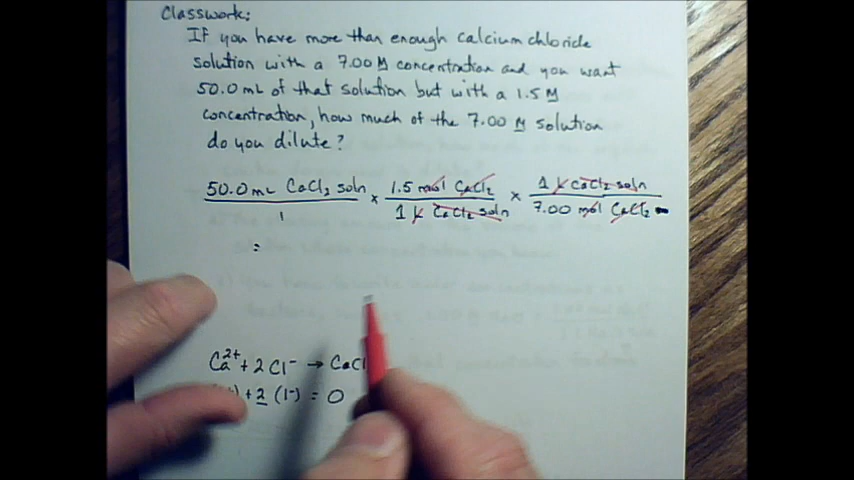 Classwork:
If you have more than enough calcium chloride
solution with a 7.00 M concentration and you want
50.0 mL of that solution but with a 1.5 M
concentration, how much of the 7.00 M solution
do you dilute?
50.0 mL CaCl₂ soln × 1.5 mol CaCl₂ × 1 L CaCl₂ soln
1 1 L CaCl₂ soln 7.00 mol CaCl₂
=
Ca²⁺ + 2 Cl⁻ → CaCl
+ 2 (1-) = 0